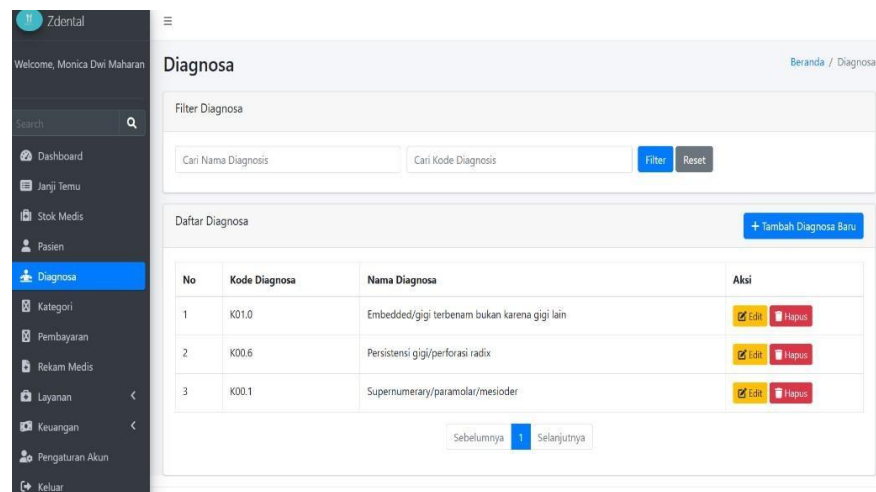 Zdental
Welcome, Monica Dwi Maharan
Search
Dashboard
Janji Temu
Stok Medis
Pasien
Diagnosa
Kategori
Pembayaran
Rekam Medis
Layanan
Keuangan
Pengaturan Akun
Keluar
Diagnosa
Beranda / Diagnosa
Filter Diagnosa
Cari Nama Diagnosis Cari Kode Diagnosis Filter Reset
Daftar Diagnosa + Tambah Diagnosa Baru
No Kode Diagnosa Nama Diagnosa Aksi
1 K01.0 Embedded/gigi terbenam bukan karena gigi lain Edit Hapus
2 K00.6 Persistensi gigi/perforasi radix Edit Hapus
3 K00.1 Supernumerary/paramolar/mesioder Edit Hapus
Sebelumnya 1 Selanjutnya